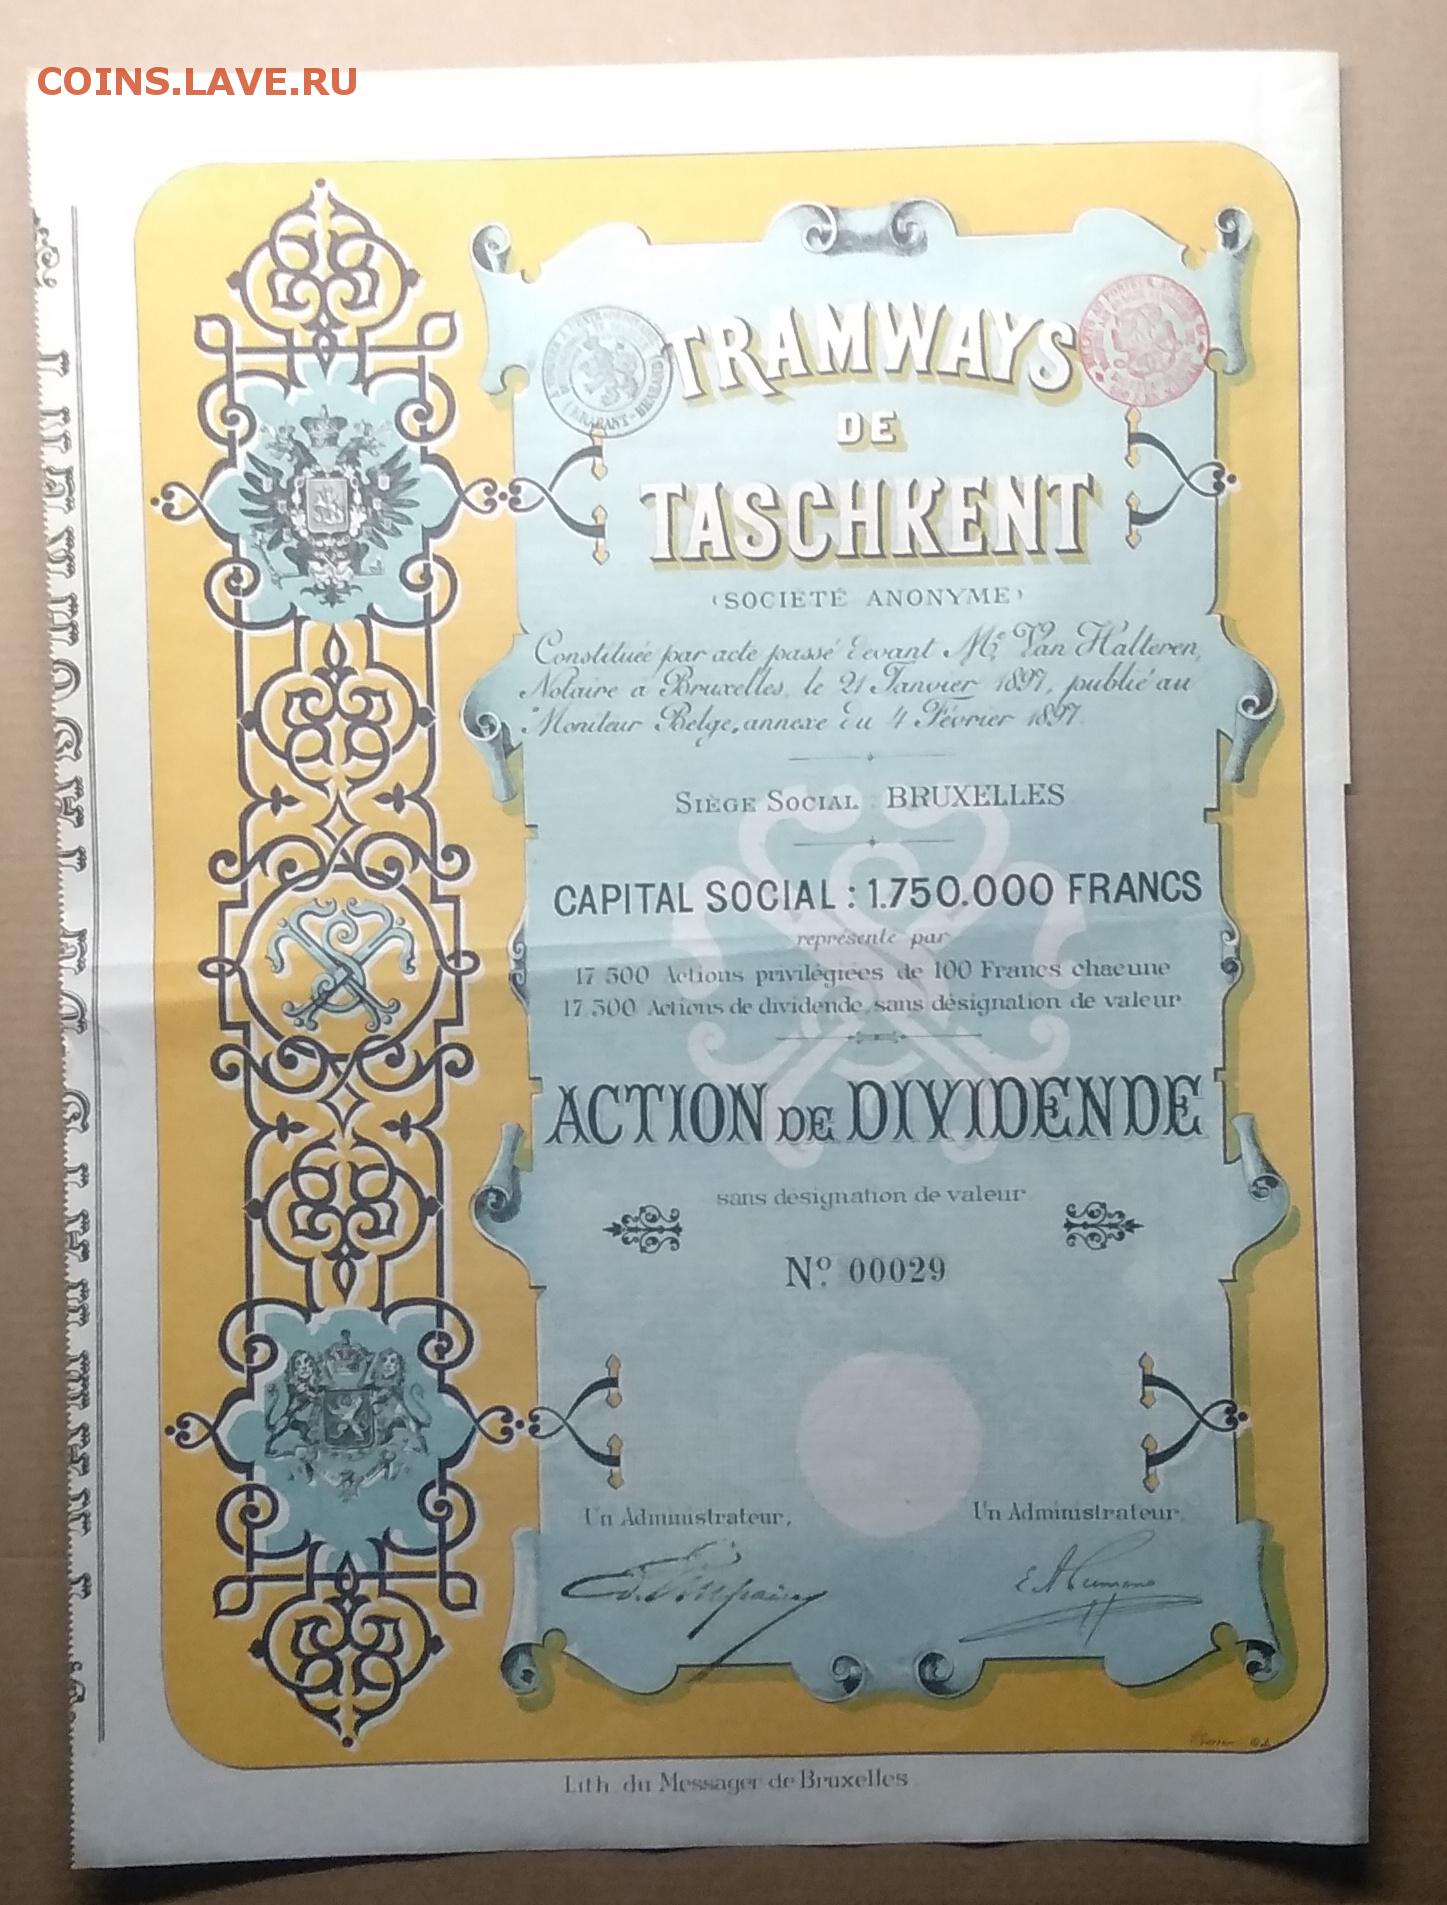 COINS.LAVE.RU
TRAMWAYS
DE
TASCHKENT
(SOCIÉTÉ ANONYME)
Constituée par acte passé devant Me. Van Halteren,
Notaire à Bruxelles, le 21 Janvier 1897, publié au
Moniteur Belge, annexe du 4 Février 1897.
SIÈGE SOCIAL : BRUXELLES
CAPITAL SOCIAL : 1.750.000 FRANCS
représenté par
17 500 Actions privilégiées de 100 Francs chacune
17.500 Actions de dividende, sans désignation de valeur
ACTION DE DIVIDENDE
sans désignation de valeur
No. 00029
Un Administrateur,
Un Administrateur,
Lith. du Messager de Bruxelles